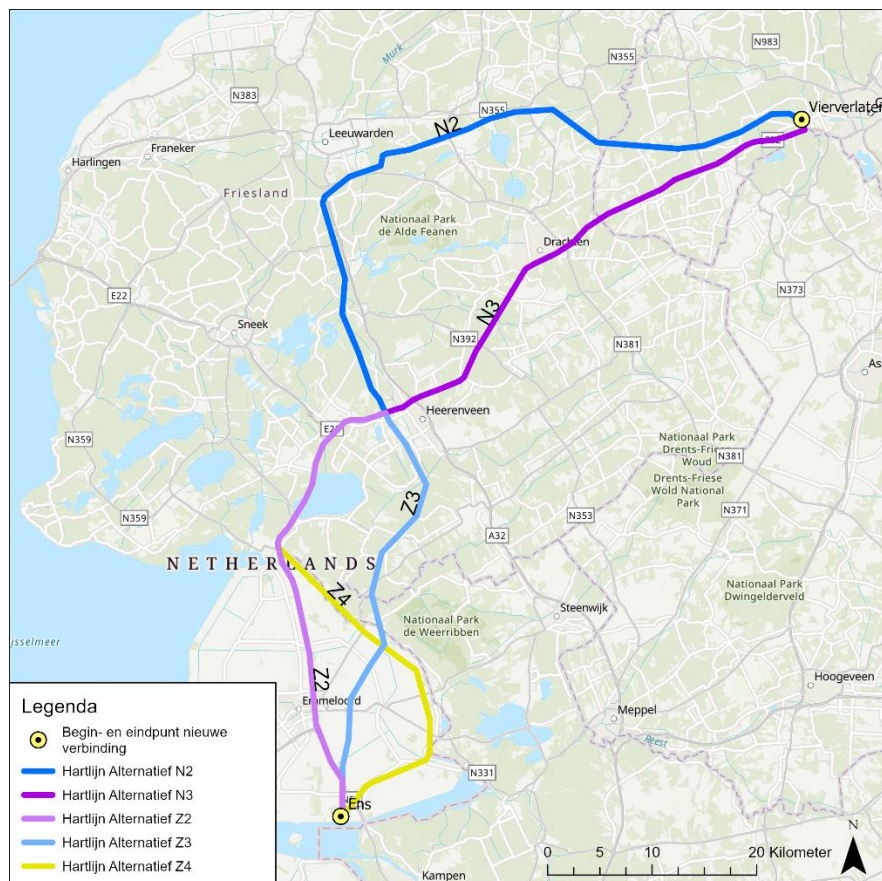 N983
N355
Murk
N383
N355
Vierverlaten
N2
Leeuwarden
Franeker
Harlingen
Friesland
Nationaal Park
de Alde Feanen
Drachten
N373
E22
N3
Sneek
N392
N381
Heerenveen
N359
Nationaal Park
Drents-Friese
Woud
N381
Drents-Friese
Wold National
Park
Z3
N359
N371
A32
N353
NETHERLANDS
Z4
Nationaal Park
Dwingelderveld
Steenwijk
Nationaal Park
de Weerribben
Z2
Emmeloord
Hoogeveen
Meppel
Reest
N331
Ens
Kampen
Legenda
Begin- en eindpunt nieuwe
verbinding
Hartlijn Alternatief N2
Hartlijn Alternatief N3
Hartlijn Alternatief Z2
Hartlijn Alternatief Z3
Hartlijn Alternatief Z4
N
0 5 10 20 Kilometer